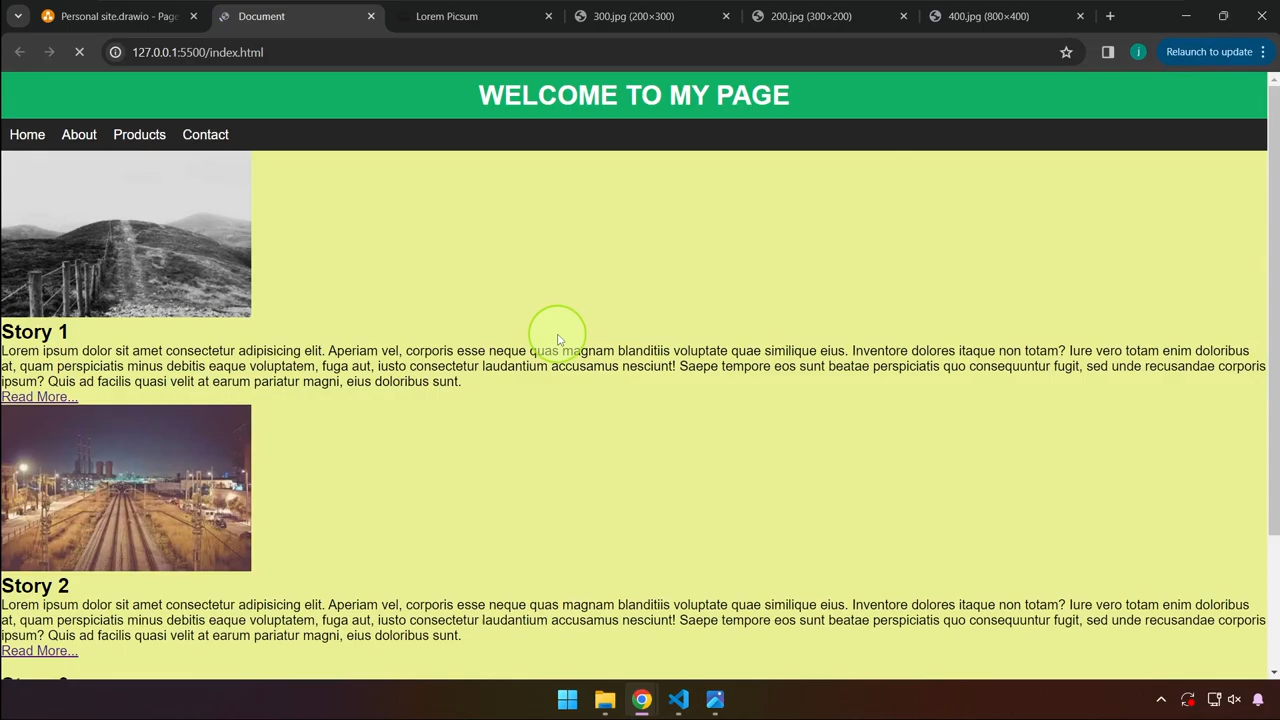 Personal site.drawio - Page
Document
Lorem Picsum
300.jpg (200×300)
200.jpg (300×200)
400.jpg (800×400)
127.0.0.1:5500/index.html
j
Relaunch to update
WELCOME TO MY PAGE
Home About Products Contact
Story 1
Lorem ipsum dolor sit amet consectetur adipisicing elit. Aperiam vel, corporis esse neque quas magnam blanditiis voluptate quae similique eius. Inventore dolores itaque non totam? Iure vero totam enim doloribus
at, quam perspiciatis minus debitis eaque voluptatem, fuga aut, iusto consectetur laudantium accusamus nesciunt! Saepe tempore eos sunt beatae perspiciatis quo consequuntur fugit, sed unde recusandae corporis
ipsum? Quis ad facilis quasi velit at earum pariatur magni, eius doloribus sunt.
Read More...
Story 2
Lorem ipsum dolor sit amet consectetur adipisicing elit. Aperiam vel, corporis esse neque quas magnam blanditiis voluptate quae similique eius. Inventore dolores itaque non totam? Iure vero totam enim doloribus
at, quam perspiciatis minus debitis eaque voluptatem, fuga aut, iusto consectetur laudantium accusamus nesciunt! Saepe tempore eos sunt beatae perspiciatis quo consequuntur fugit, sed unde recusandae corporis
ipsum? Quis ad facilis quasi velit at earum pariatur magni, eius doloribus sunt.
Read More...